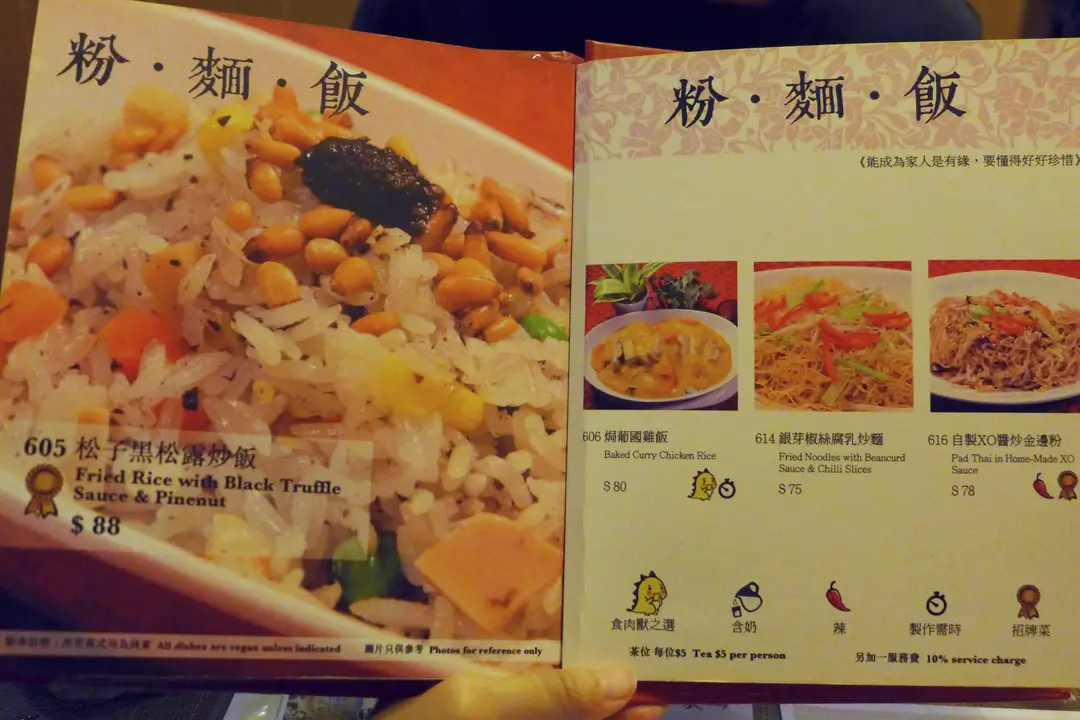 粉・麵・飯
605 松子黑松露炒飯
Fried Rice with Black Truffle
Sauce & Pinenut
$ 88
All dishes are vegan unless indicated
圖片只供參考 Photos for reference only
粉・麵・飯
《能成為家人是有緣，要懂得好好珍惜》
606 焗葡國雞飯
Baked Curry Chicken Rice
$ 80
614 銀芽椒絲腐乳炒麵
Fried Noodles with Beancurd
Sauce & Chilli Slices
$ 75
616 自製XO醬炒金邊粉
Pad Thai in Home-Made XO
Sauce
$ 78
食肉獸之選
含奶
辣
製作需時
招牌菜
茶位 每位$5 Tea $5 per person
另加一服務費 10% service charge